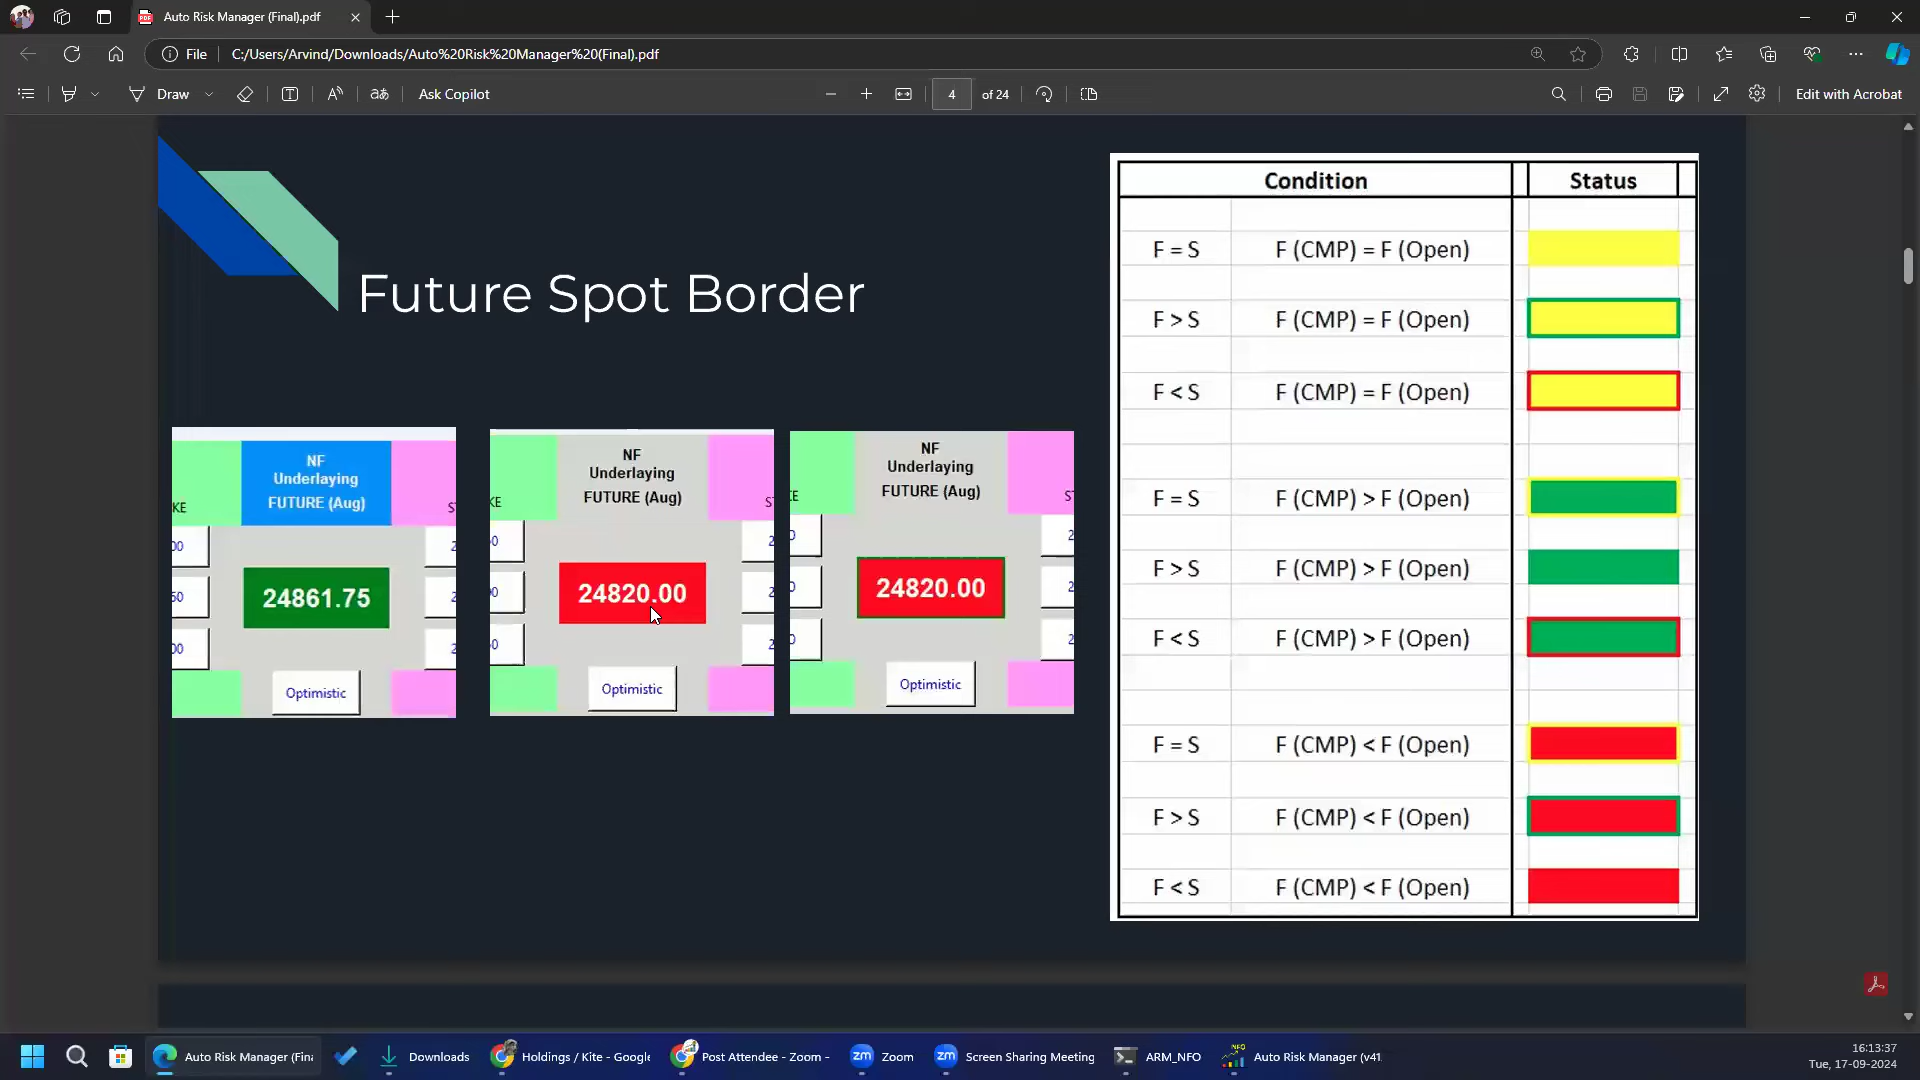 Auto Risk Manager (Final).pdf
File
C:/Users/Arvind/Downloads/Auto%20Risk%20Manager%20(Final).pdf
Draw
Ask Copilot
4
of 24
Edit with Acrobat
Future Spot Border
Condition
Status
F = S
F (CMP) = F (Open)
F > S
F (CMP) = F (Open)
F < S
F (CMP) = F (Open)
F = S
F (CMP) > F (Open)
F > S
F (CMP) > F (Open)
F < S
F (CMP) > F (Open)
F = S
F (CMP) < F (Open)
F > S
F (CMP) < F (Open)
F < S
F (CMP) < F (Open)
NF
Underlaying
FUTURE (Aug)
KE
24861.75
Optimistic
NF
Underlaying
FUTURE (Aug)
KE
24820.00
Optimistic
NF
Underlaying
FUTURE (Aug)
24820.00
Optimistic
Auto Risk Manager (Fina
Downloads
Holdings / Kite - Google
Post Attendee - Zoom -
Zoom
Screen Sharing Meeting
ARM_NFO
Auto Risk Manager (v41
16:13:37
Tue, 17-09-2024